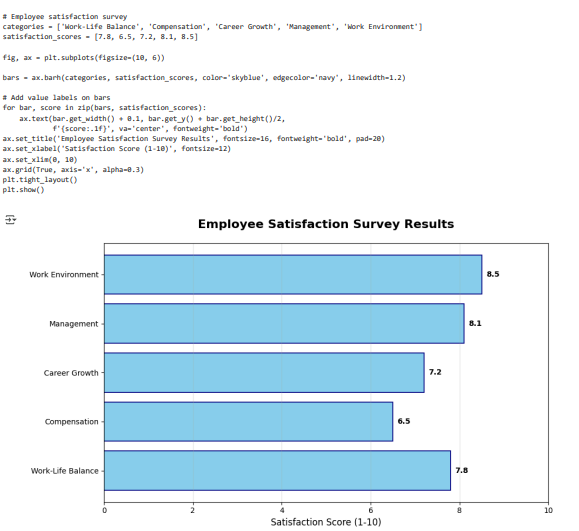 # Employee satisfaction survey
categories = ['Work-Life Balance', 'Compensation', 'Career Growth', 'Management', 'Work Environment']
satisfaction_scores = [7.8, 6.5, 7.2, 8.1, 8.5]
fig, ax = plt.subplots(figsize=(10, 6))
bars = ax.barh(categories, satisfaction_scores, color='skyblue', edgecolor='navy', linewidth=1.2)
# Add value labels on bars
for bar, score in zip(bars, satisfaction_scores):
    ax.text(bar.get_width() + 0.1, bar.get_y() + bar.get_height()/2,
            f'{score:.1f}', va='center', fontweight='bold')
ax.set_title('Employee Satisfaction Survey Results', fontsize=16, fontweight='bold', pad=20)
ax.set_xlabel('Satisfaction Score (1-10)', fontsize=12)
ax.set_xlim(0, 10)
ax.grid(True, axis='x', alpha=0.3)
plt.tight_layout()
plt.show()
Employee Satisfaction Survey Results
Work Environment 8.5
Management 8.1
Career Growth 7.2
Compensation 6.5
Work-Life Balance 7.8
0 2 4 6 8 10
Satisfaction Score (1-10)